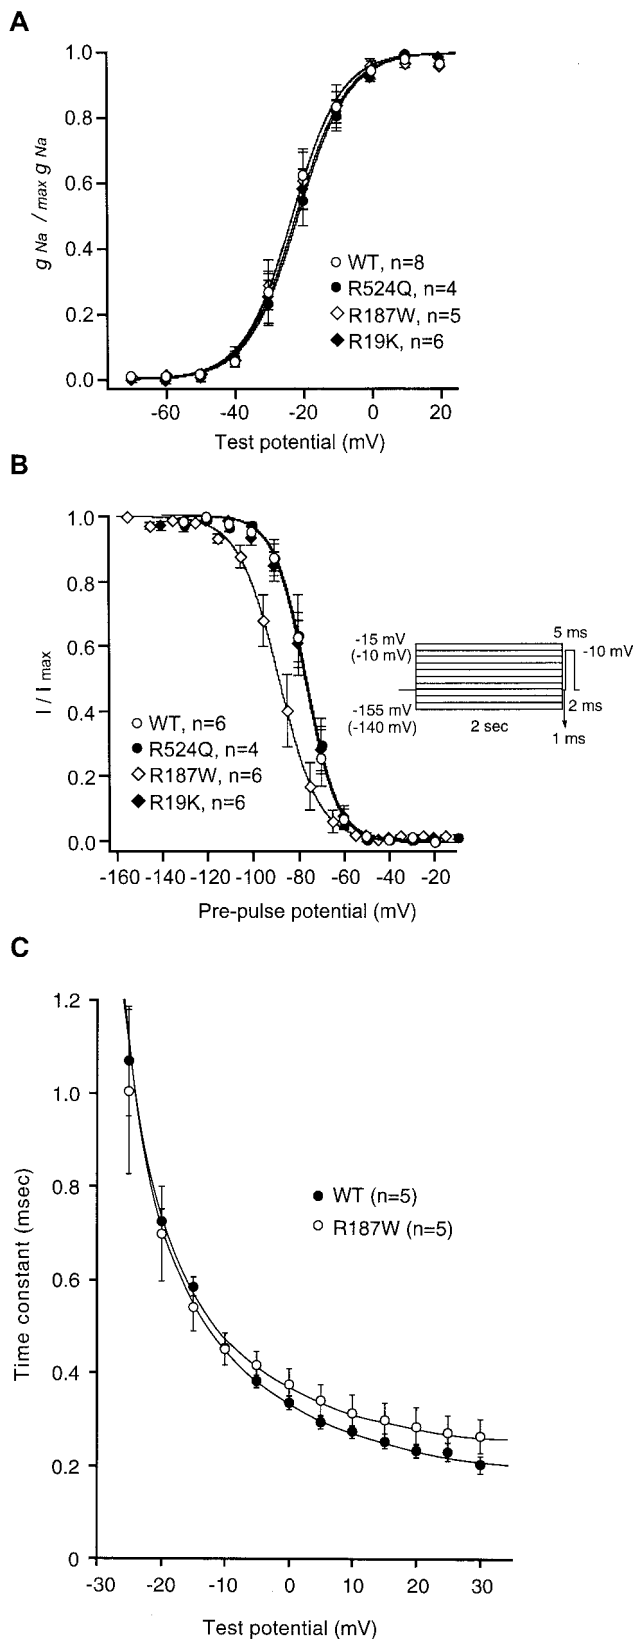 A
1.0
0.8
0.6
0.4
0.2
0.0
g Na / max g Na
WT, n=8
R524Q, n=4
R187W, n=5
R19K, n=6
-60 -40 -20 0 20
Test potential (mV)
B
1.0
0.8
0.6
0.4
0.2
0.0
I / I max
WT, n=6
R524Q, n=4
R187W, n=6
R19K, n=6
-15 mV
(-10 mV)
5 ms
-10 mV
-155 mV
(-140 mV)
2 sec
2 ms
1 ms
-160 -140 -120 -100 -80 -60 -40 -20
Pre-pulse potential (mV)
C
1.2
1.0
0.8
0.6
0.4
0.2
0
Time constant (msec)
WT (n=5)
R187W (n=5)
-30 -20 -10 0 10 20 30
Test potential (mV)